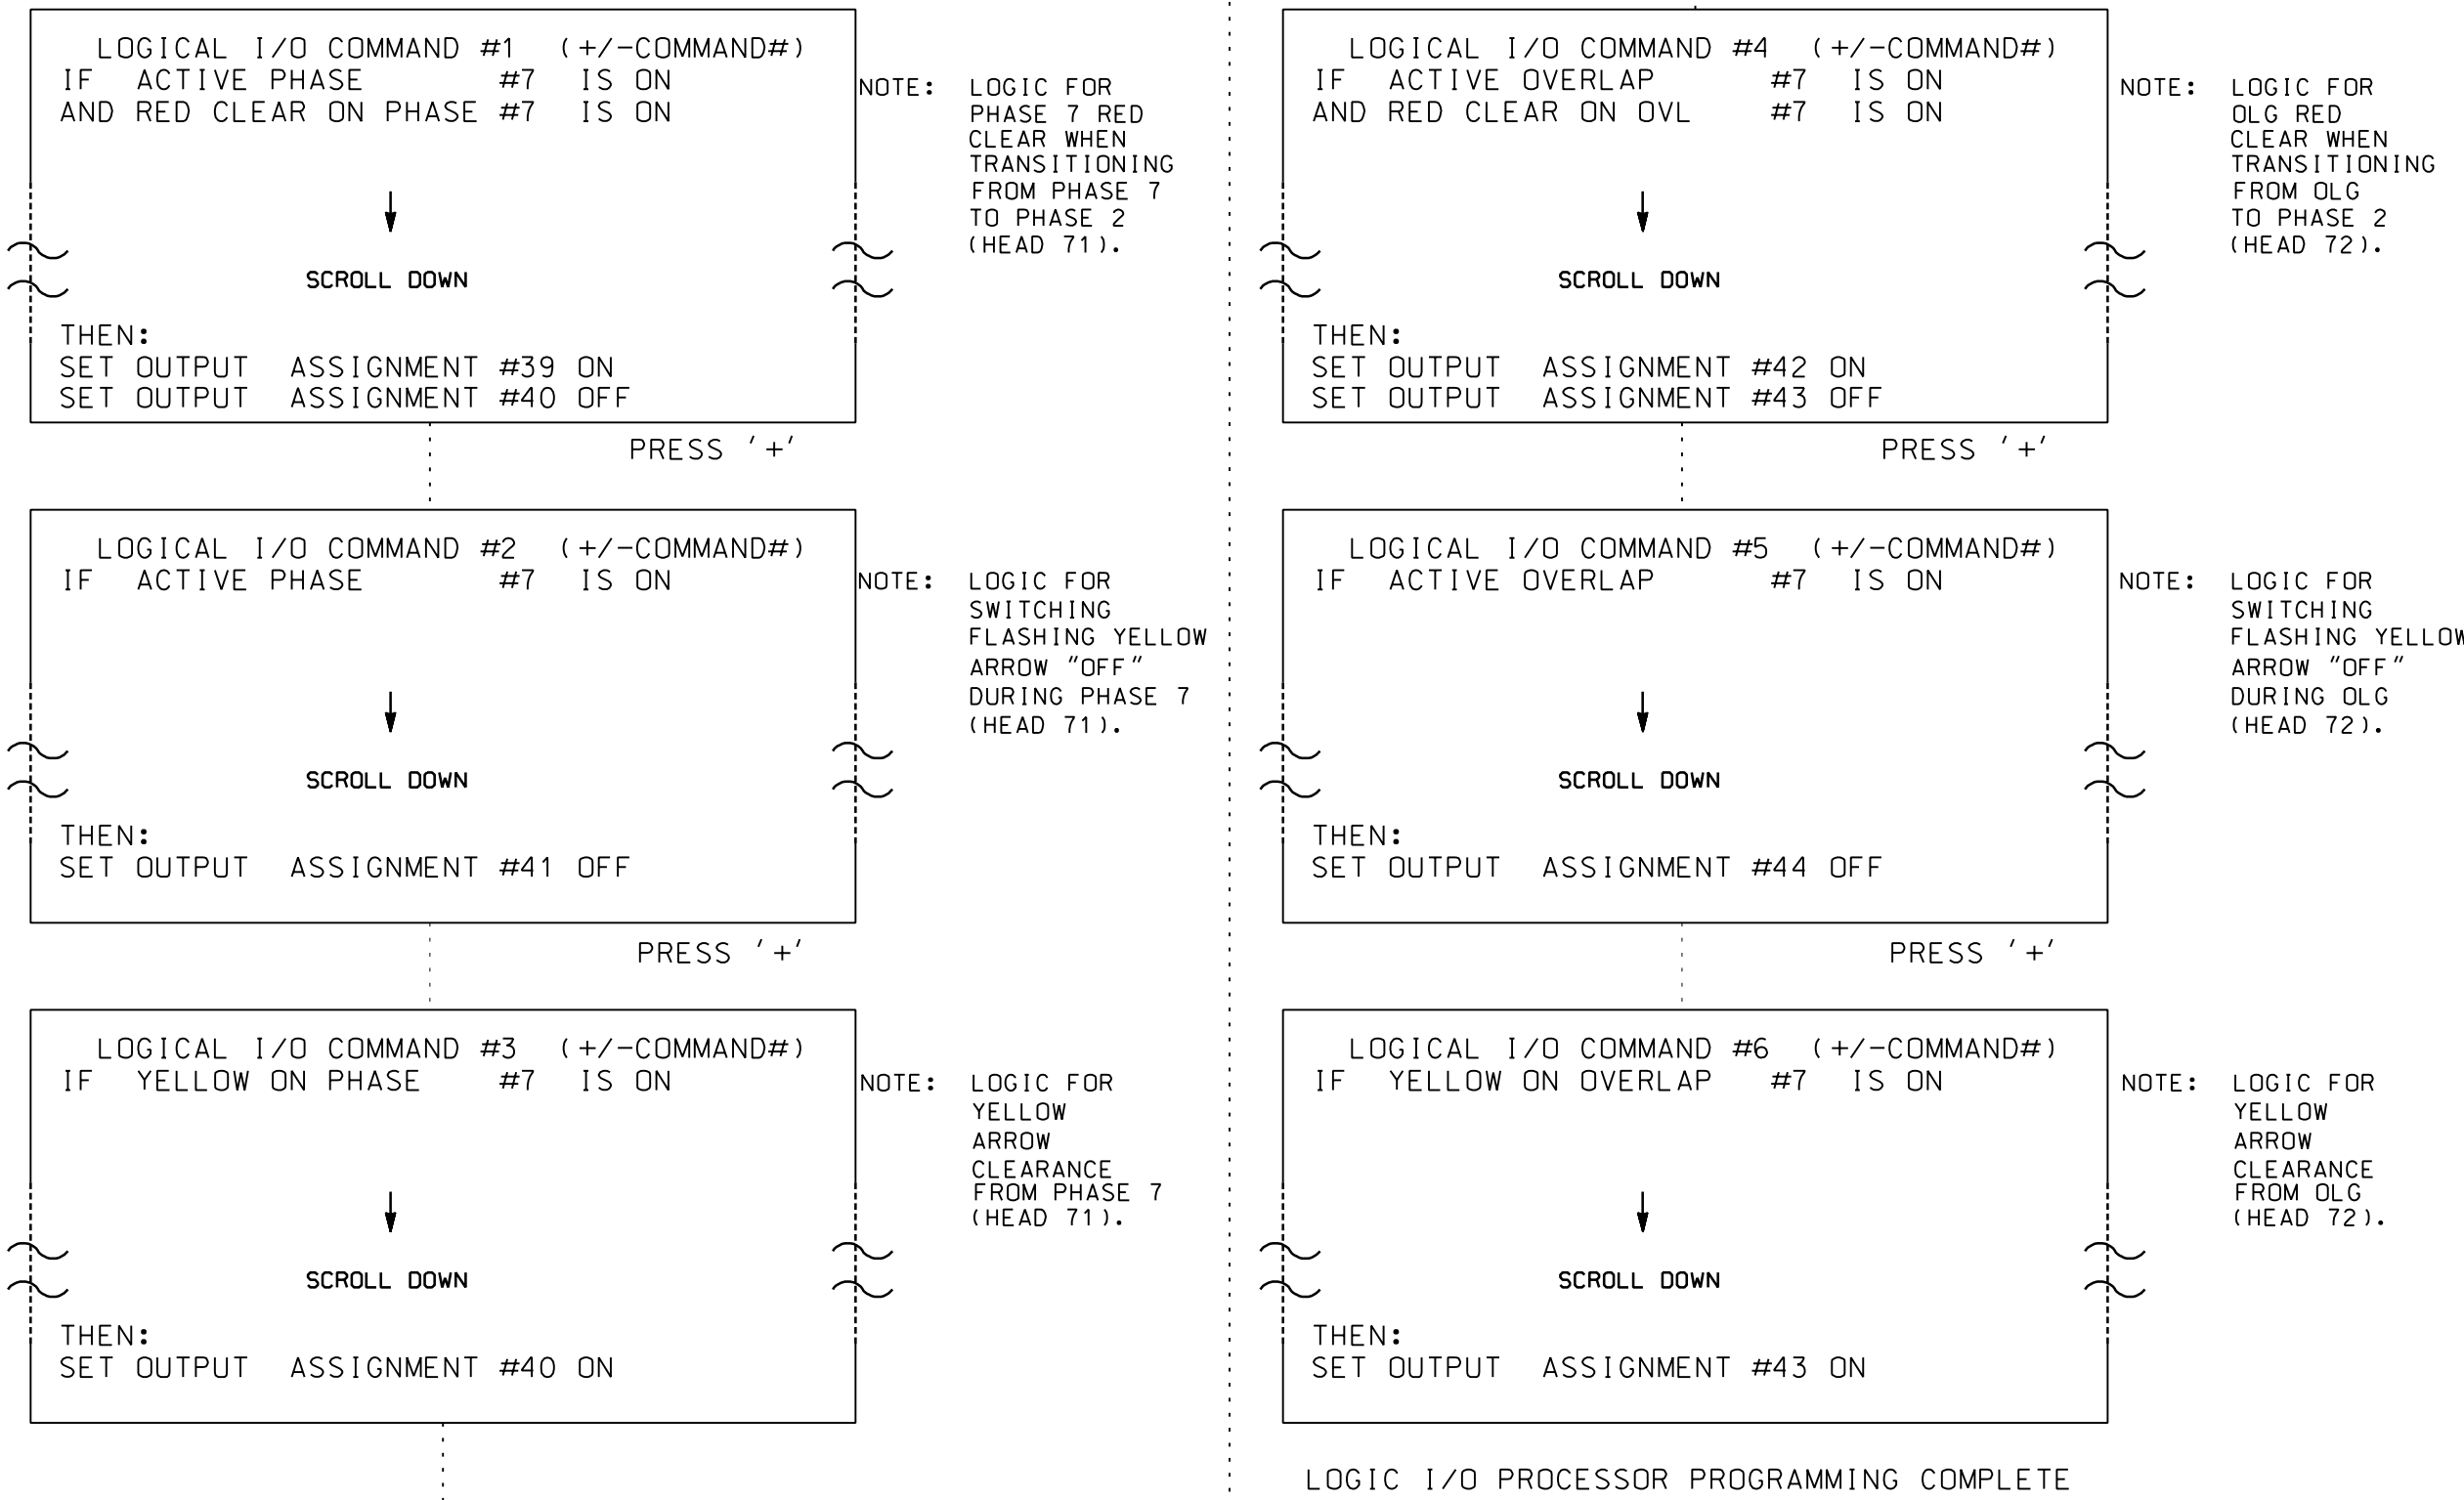 LOGICAL I/O COMMAND #1 (+/-COMMAND#)
IF ACTIVE PHASE #7 IS ON
AND RED CLEAR ON PHASE #7 IS ON
SCROLL DOWN
THEN:
SET OUTPUT ASSIGNMENT #39 ON
SET OUTPUT ASSIGNMENT #40 OFF
NOTE: LOGIC FOR
PHASE 7 RED
CLEAR WHEN
TRANSITIONING
FROM PHASE 7
TO PHASE 2
(HEAD 71).
PRESS '+'
LOGICAL I/O COMMAND #2 (+/-COMMAND#)
IF ACTIVE PHASE #7 IS ON
SCROLL DOWN
THEN:
SET OUTPUT ASSIGNMENT #41 OFF
NOTE: LOGIC FOR
SWITCHING
FLASHING YELLOW
ARROW "OFF"
DURING PHASE 7
(HEAD 71).
PRESS '+'
LOGICAL I/O COMMAND #3 (+/-COMMAND#)
IF YELLOW ON PHASE #7 IS ON
SCROLL DOWN
THEN:
SET OUTPUT ASSIGNMENT #40 ON
NOTE: LOGIC FOR
YELLOW
ARROW
CLEARANCE
FROM PHASE 7
(HEAD 71).
LOGICAL I/O COMMAND #4 (+/-COMMAND#)
IF ACTIVE OVERLAP #7 IS ON
AND RED CLEAR ON OVL #7 IS ON
SCROLL DOWN
THEN:
SET OUTPUT ASSIGNMENT #42 ON
SET OUTPUT ASSIGNMENT #43 OFF
NOTE: LOGIC FOR
OLG RED
CLEAR WHEN
TRANSITIONING
FROM OLG
TO PHASE 2
(HEAD 72).
PRESS '+'
LOGICAL I/O COMMAND #5 (+/-COMMAND#)
IF ACTIVE OVERLAP #7 IS ON
SCROLL DOWN
THEN:
SET OUTPUT ASSIGNMENT #44 OFF
NOTE: LOGIC FOR
SWITCHING
FLASHING YELLOW
ARROW "OFF"
DURING OLG
(HEAD 72).
PRESS '+'
LOGICAL I/O COMMAND #6 (+/-COMMAND#)
IF YELLOW ON OVERLAP #7 IS ON
SCROLL DOWN
THEN:
SET OUTPUT ASSIGNMENT #43 ON
NOTE: LOGIC FOR
YELLOW
ARROW
CLEARANCE
FROM OLG
(HEAD 72).
LOGIC I/O PROCESSOR PROGRAMMING COMPLETE